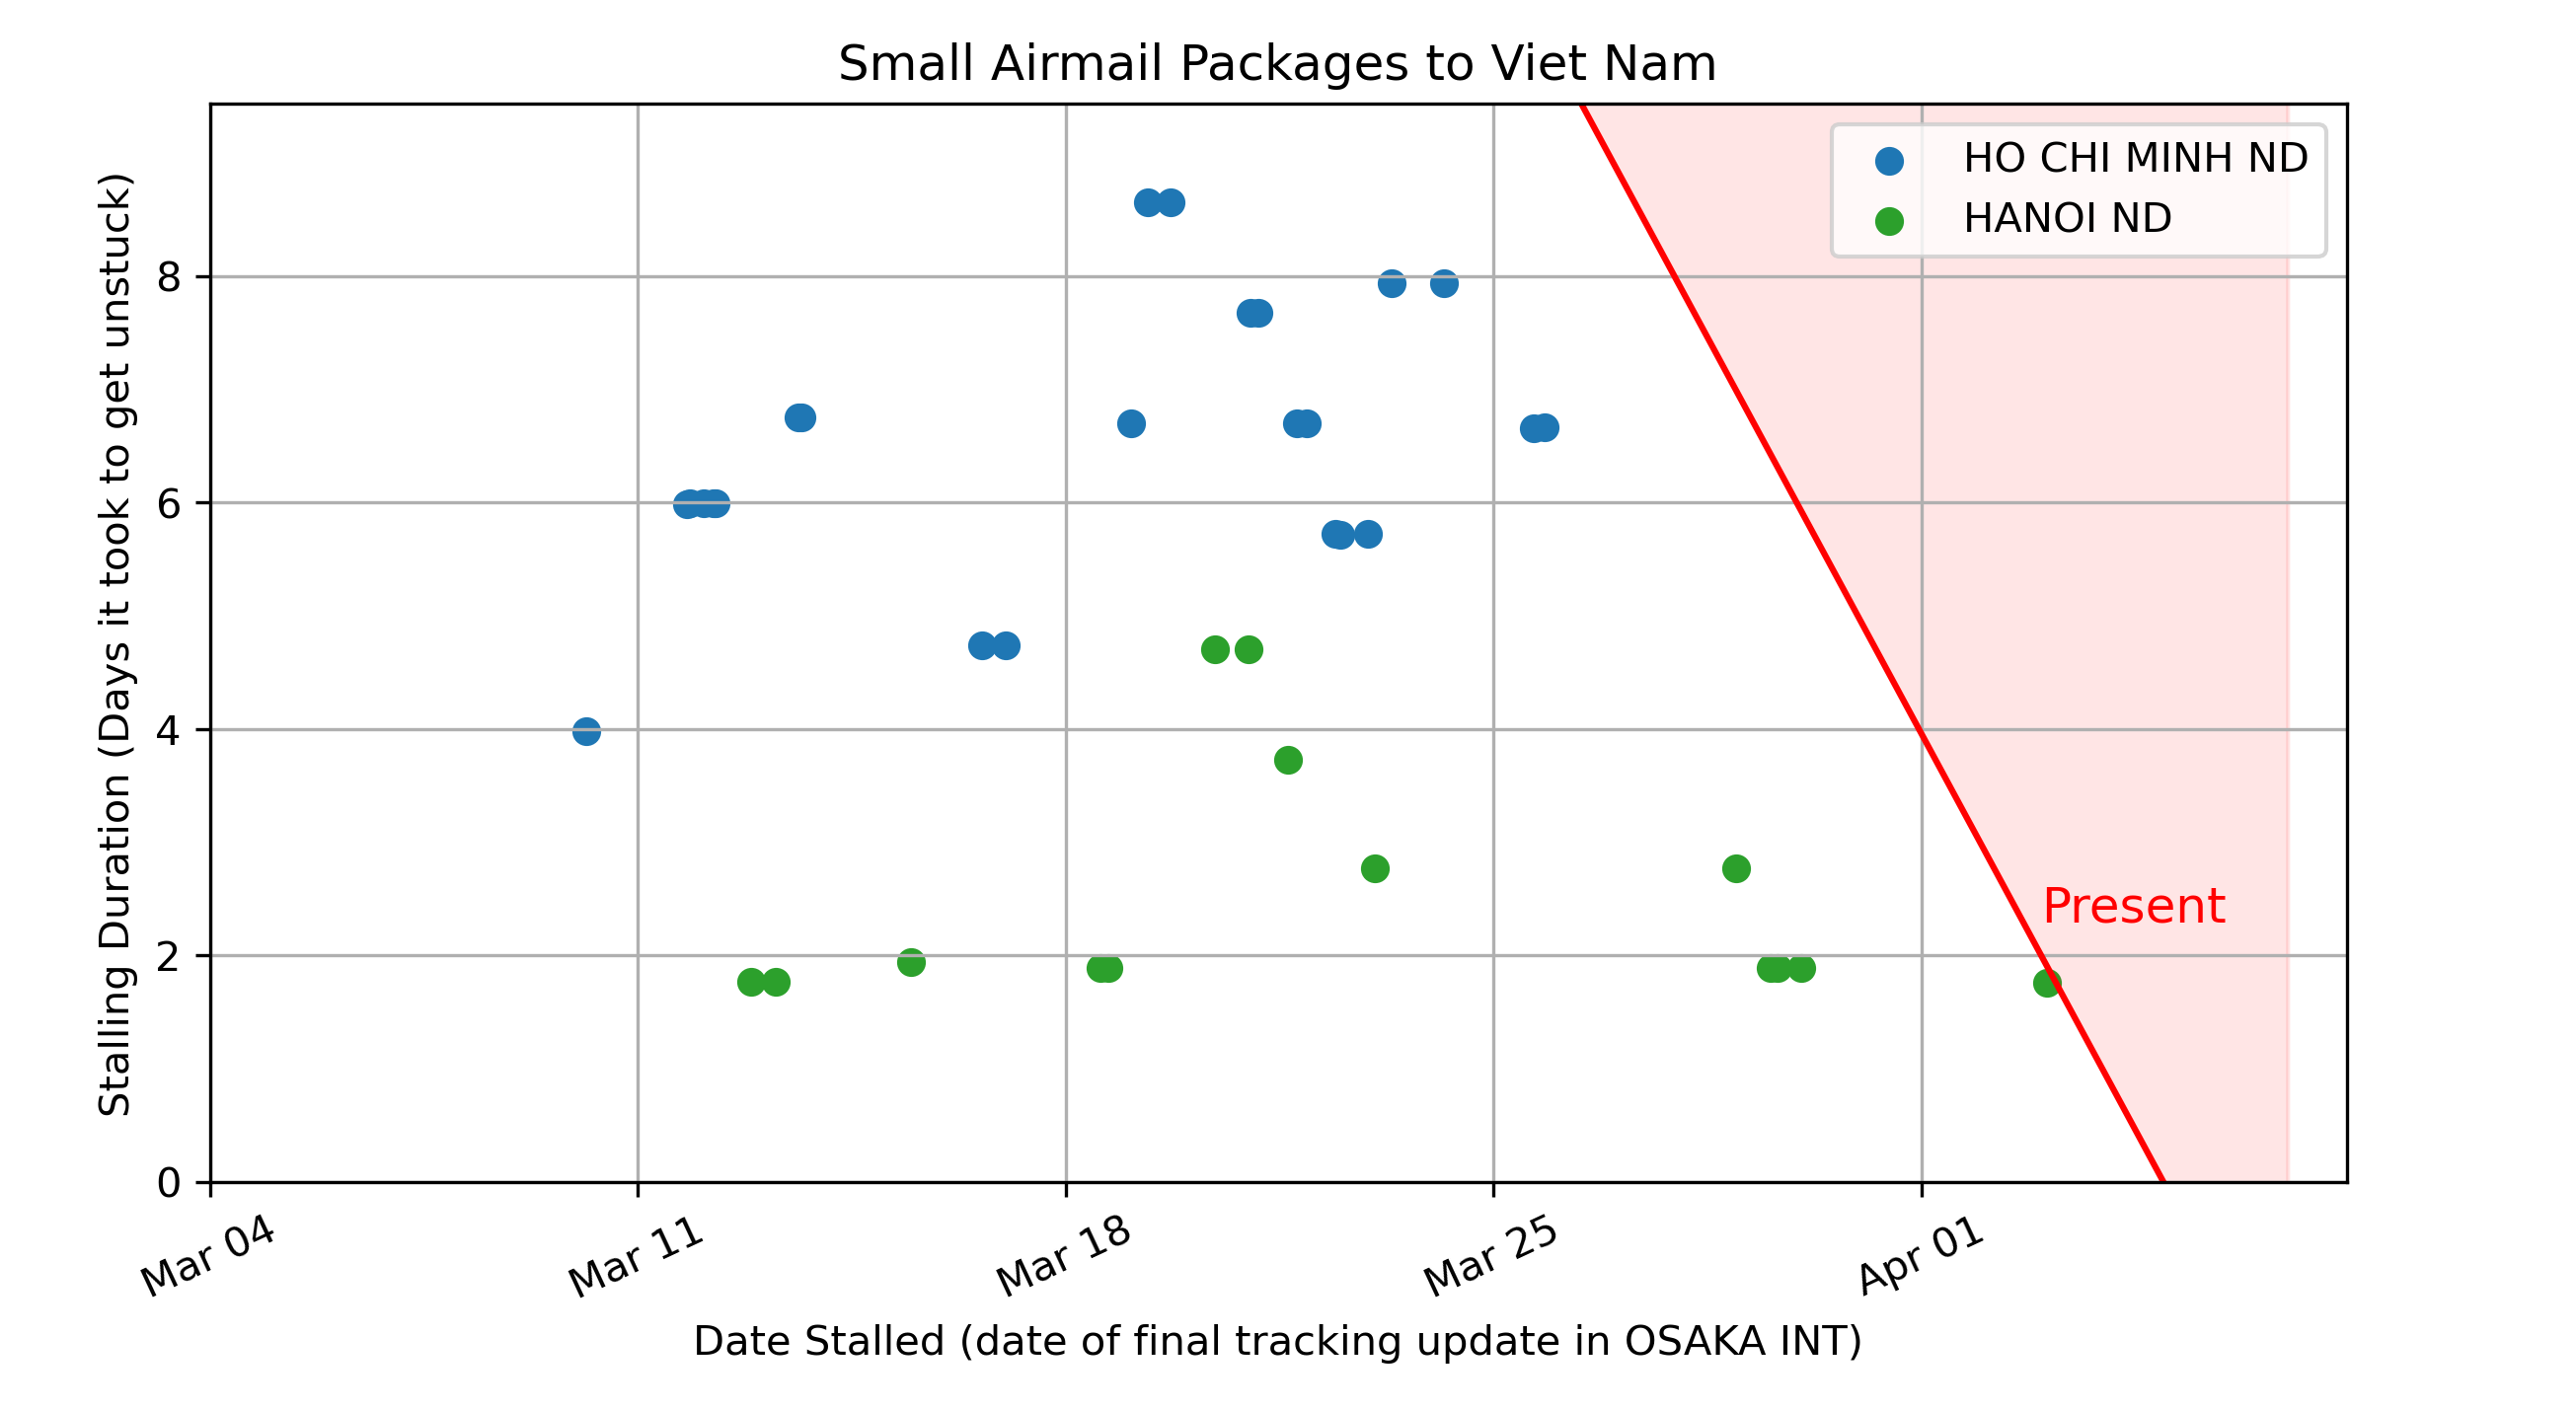 Small Airmail Packages to Viet Nam
HO CHI MINH ND
HANOI ND
Present
Stalling Duration (Days it took to get unstuck)
8
6
4
2
0
Mar 04
Mar 11
Mar 18
Mar 25
Apr 01
Date Stalled (date of final tracking update in OSAKA INT)